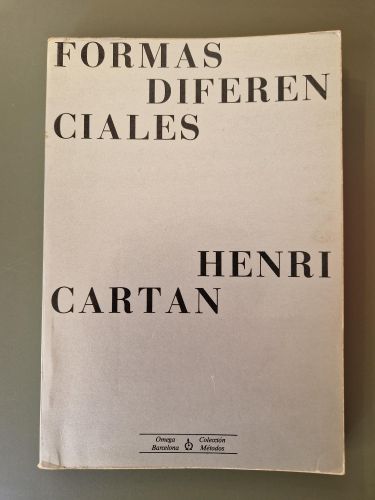 FORMAS
DIFEREN
CIALES
HENRI
CARTAN
Omega Colección
Barcelona Métodos